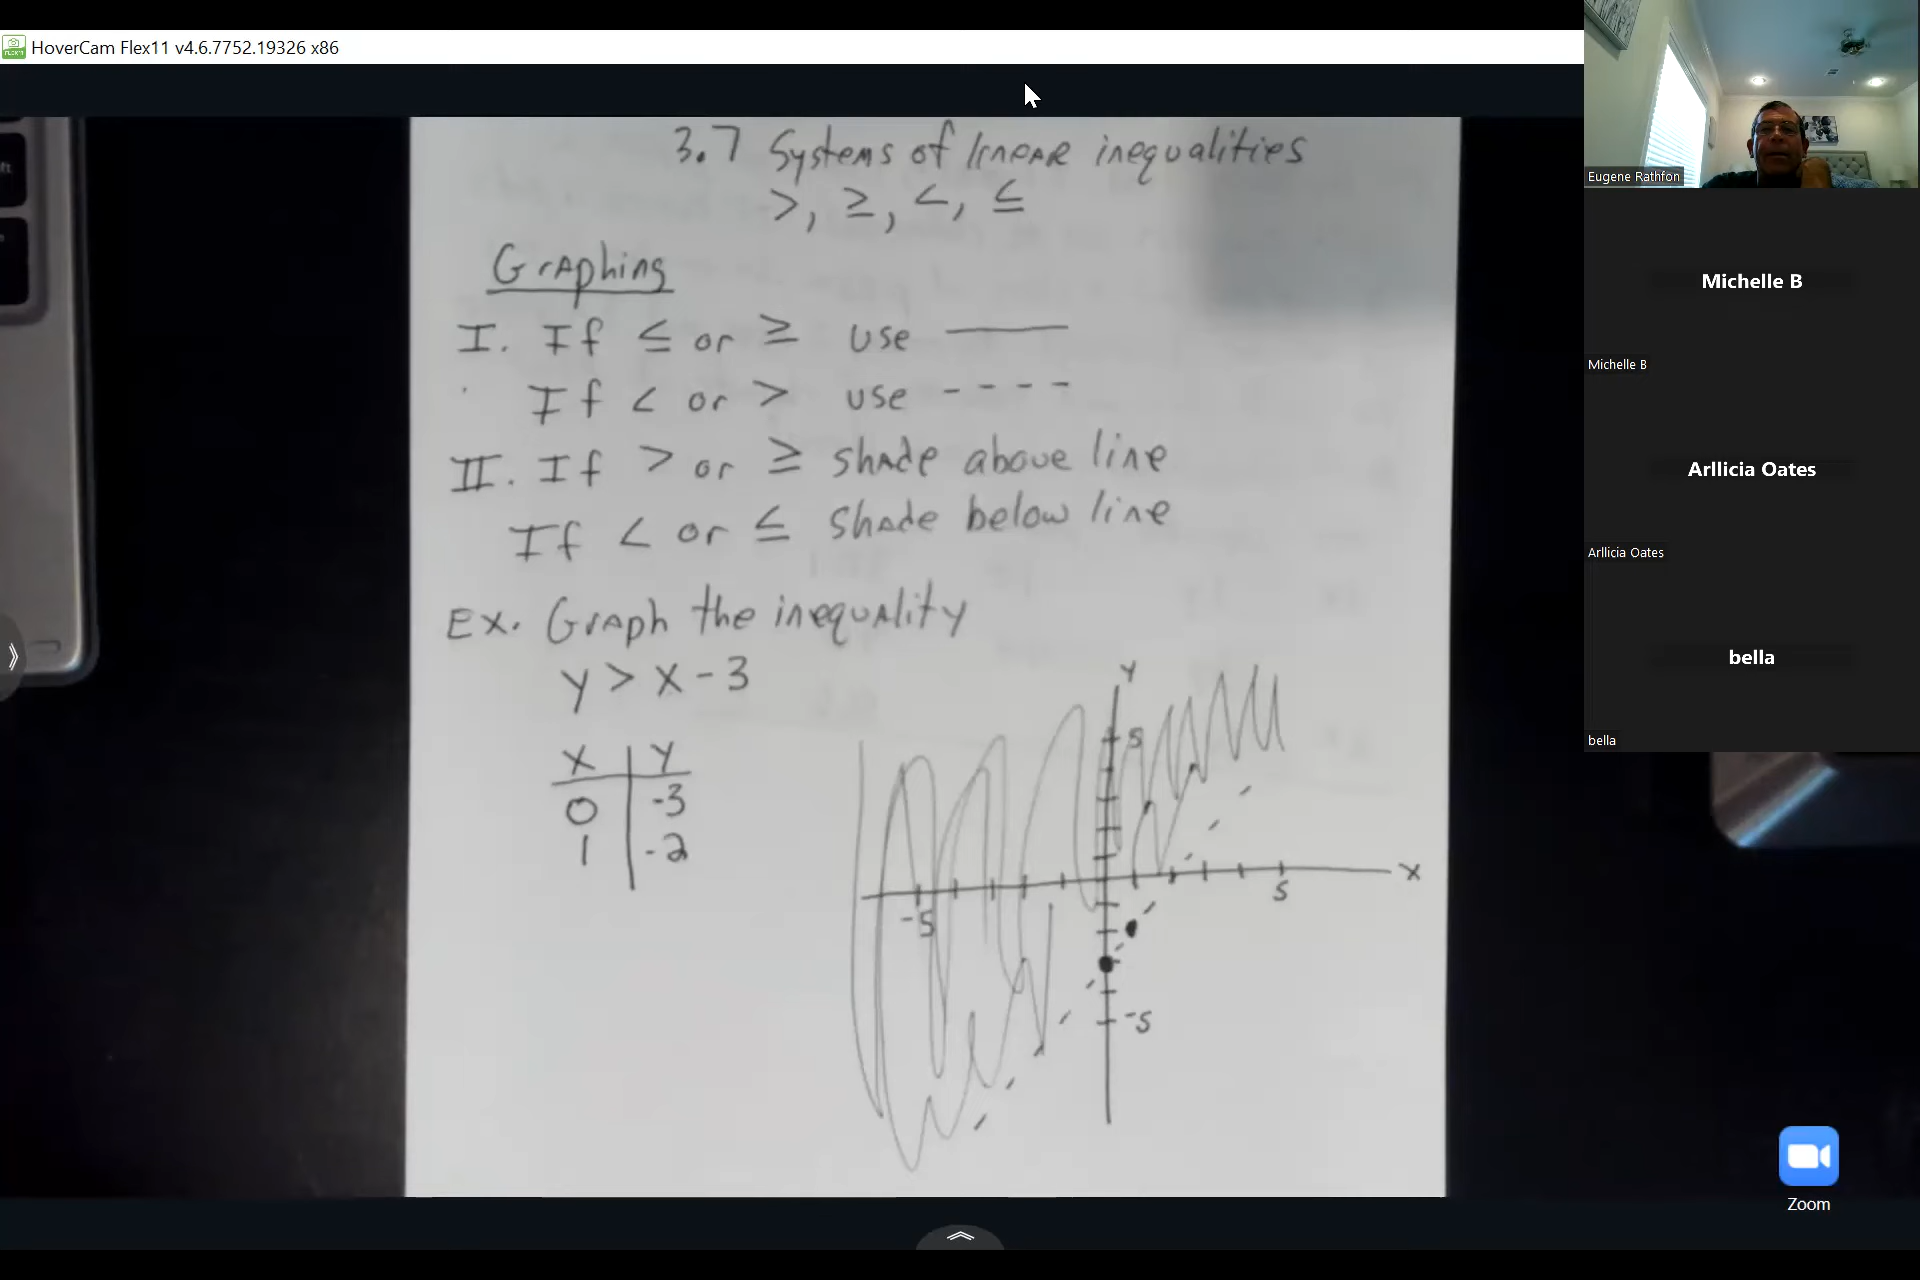 HoverCam Flex11 v4.6.7752.19326 x86
3.7 Systems of linear inequalities
>, ≥, <, ≤
Graphing
I. If ≤ or ≥ use ———
If < or > use - - - -
II. If > or ≥ shade above line
If < or ≤ shade below line
Ex. Graph the inequality
y > x - 3
x | y
0 | -3
1 | -2
y
5
x
-5
5
-5
Eugene Rathfon
Michelle B
Michelle B
Arllicia Oates
Arllicia Oates
bella
bella
Zoom